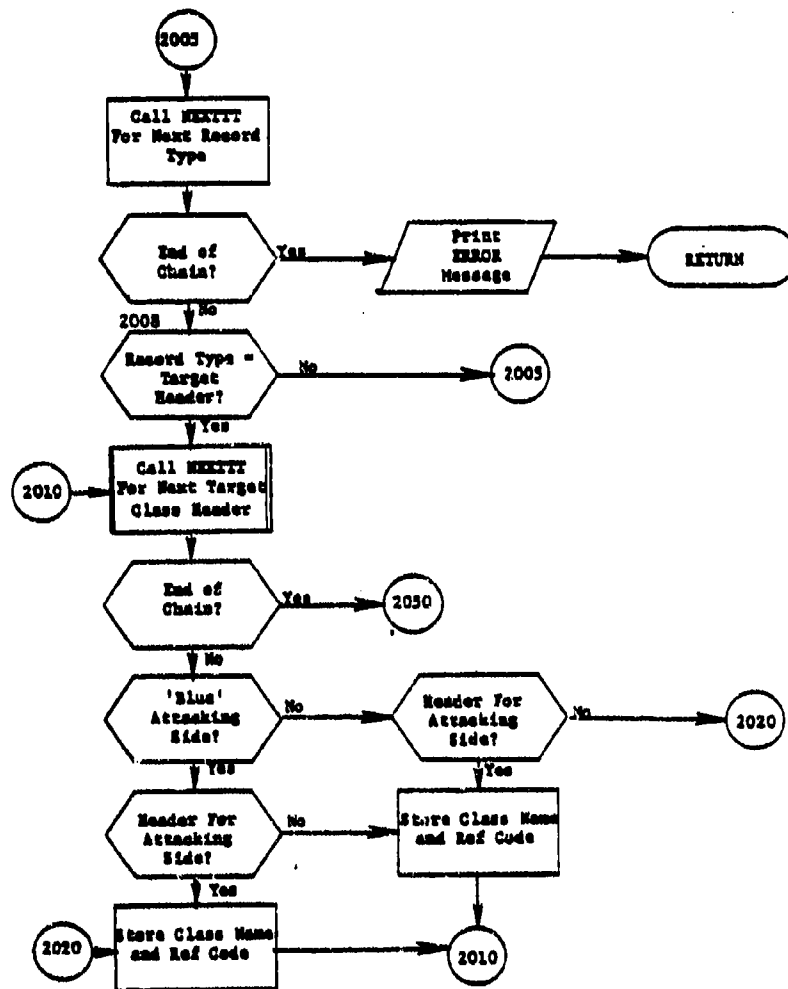 2005
Call NEXTTT
For Next Record
Type
End of
Chain?
Yes
Print
ERROR
Message
RETURN
No
2008
Record Type =
Target
Header?
No
2005
Yes
2010
Call NEXTTT
For Next Target
Class Header
End of
Chain?
Yes
2050
No
'Blue'
Attacking
Side?
No
Header For
Attacking
Side?
No
2020
Yes
Yes
Header For
Attacking
Side?
No
Store Class Name
and Ref Code
Yes
2020
Store Class Name
and Ref Code
2010